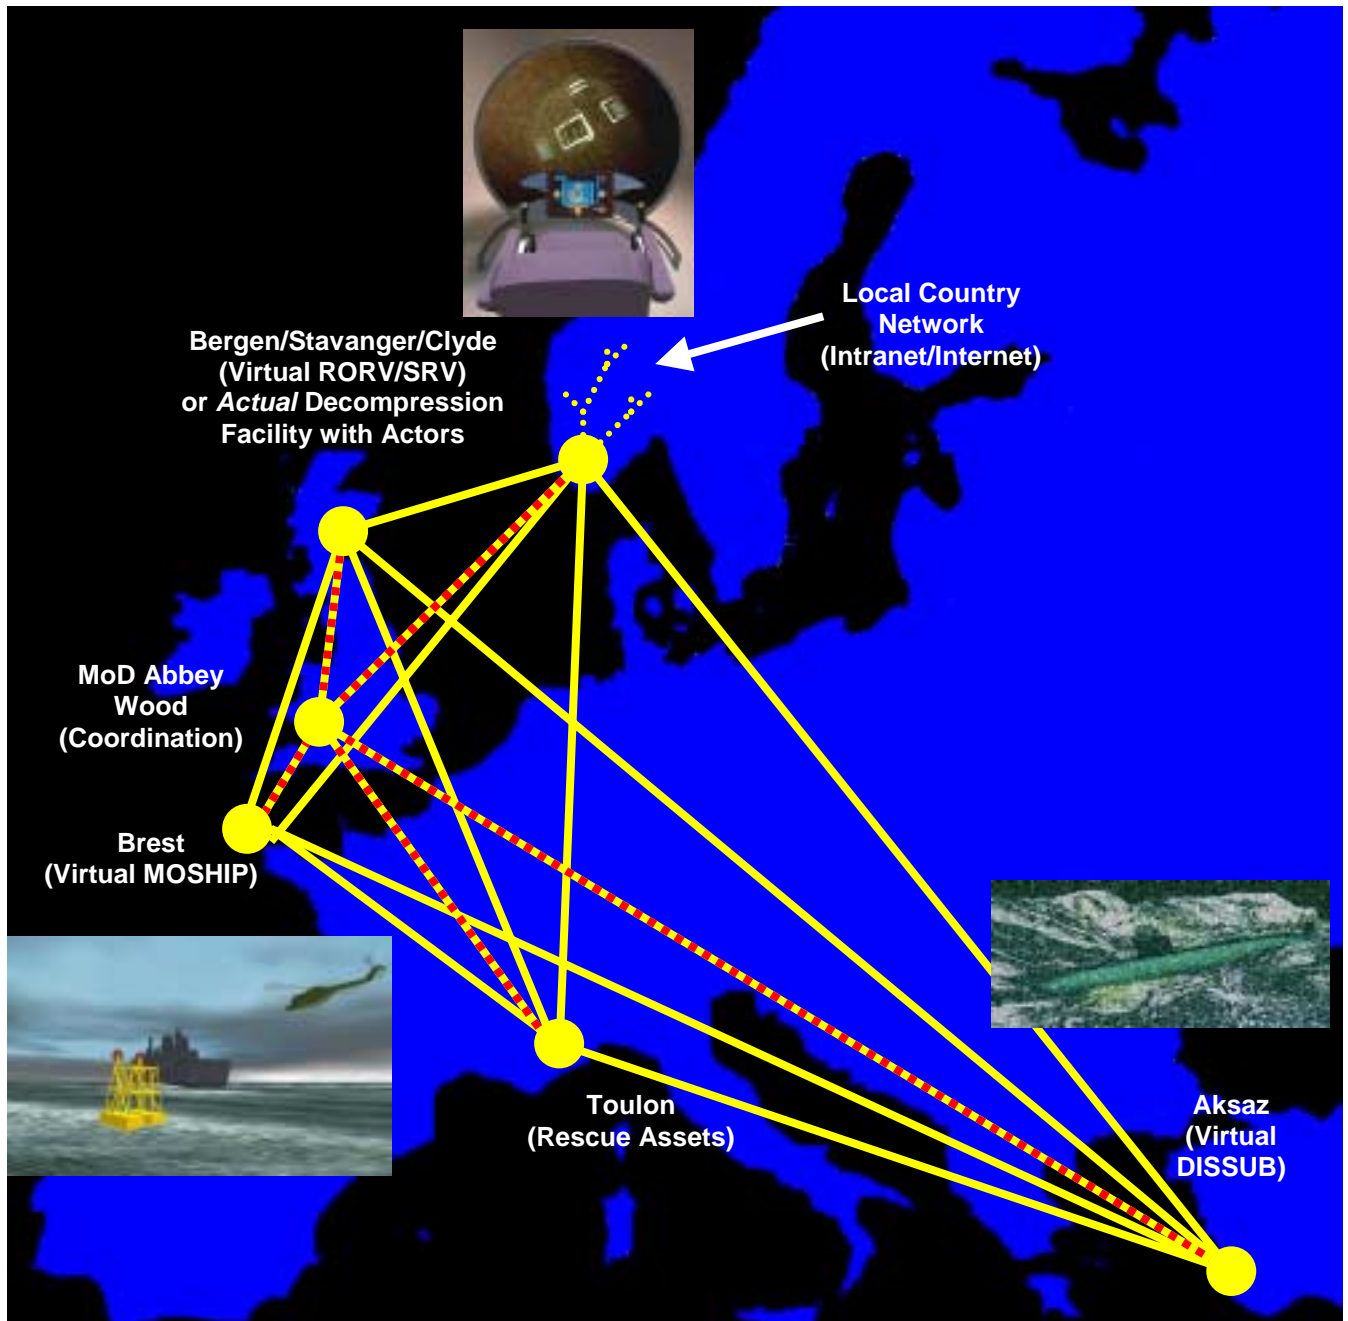 Local Country
Network
(Intranet/Internet)
Bergen/Stavanger/Clyde
(Virtual RORV/SRV)
or Actual Decompression
Facility with Actors
MoD Abbey
Wood
(Coordination)
Brest
(Virtual MOSHIP)
Toulon
(Rescue Assets)
Aksaz
(Virtual
DISSUB)